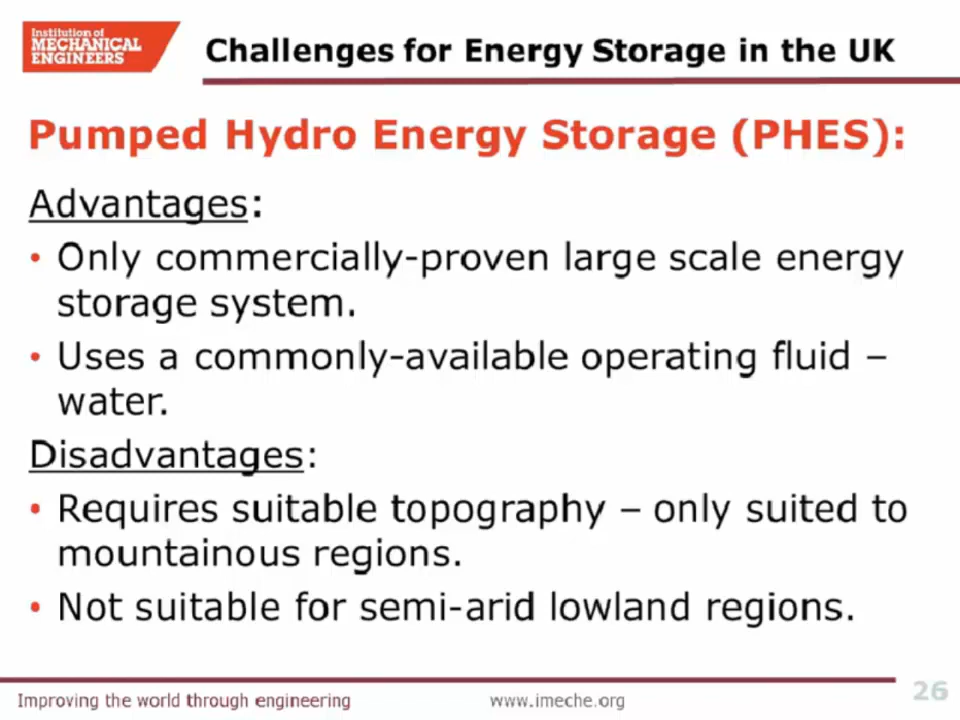 Institution of
MECHANICAL
ENGINEERS
Challenges for Energy Storage in the UK
Pumped Hydro Energy Storage (PHES):
Advantages:
• Only commercially-proven large scale energy
storage system.
• Uses a commonly-available operating fluid –
water.
Disadvantages:
• Requires suitable topography – only suited to
mountainous regions.
• Not suitable for semi-arid lowland regions.
Improving the world through engineering
www.imeche.org
26